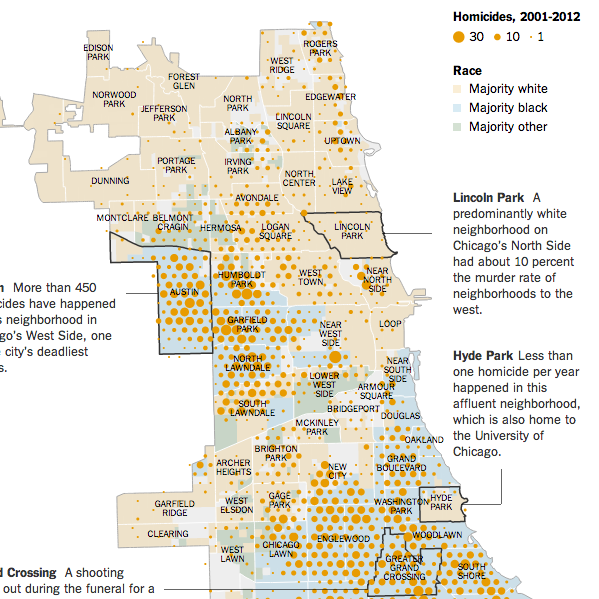 Homicides, 2001-2012
30 10 1
Race
Majority white
Majority black
Majority other
EDISON
PARK
ROGERS
PARK
WEST
RIDGE
FOREST
GLEN
NORWOOD
PARK
JEFFERSON
PARK
NORTH
PARK
EDGEWATER
LINCOLN
SQUARE
ALBANY
PARK
UPTOWN
PORTAGE
PARK
IRVING
PARK
DUNNING
NORTH
CENTER
LAKE
VIEW
AVONDALE
MONTCLARE
BELMONT
CRAGIN
HERMOSA
LOGAN
SQUARE
LINCOLN
PARK
Lincoln Park A
predominantly white
neighborhood on
Chicago's North Side
had about 10 percent
the murder rate of
neighborhoods to the
west.
n More than 450
cides have happened
s neighborhood in
go's West Side, one
e city's deadliest
s.
AUSTIN
HUMBOLDT
PARK
WEST
TOWN
NEAR
NORTH
SIDE
GARFIELD
PARK
NEAR
WEST
SIDE
LOOP
NORTH
LAWNDALE
NEAR
SOUTH
SIDE
LOWER
WEST
SIDE
ARMOUR
SQUARE
Hyde Park Less than
one homicide per year
happened in this
affluent neighborhood,
which is also home to
the University of
Chicago.
SOUTH
LAWNDALE
BRIDGEPORT
DOUGLAS
MCKINLEY
PARK
OAKLAND
BRIGHTON
PARK
GRAND
BOULEVARD
ARCHER
HEIGHTS
NEW
CITY
GARFIELD
RIDGE
WEST
ELSDON
GAGE
PARK
WASHINGTON
PARK
HYDE
PARK
CLEARING
WEST
LAWN
CHICAGO
LAWN
ENGLEWOOD
WOODLAWN
GREATER
GRAND
CROSSING
SOUTH
SHORE
d Crossing A shooting
out during the funeral for a